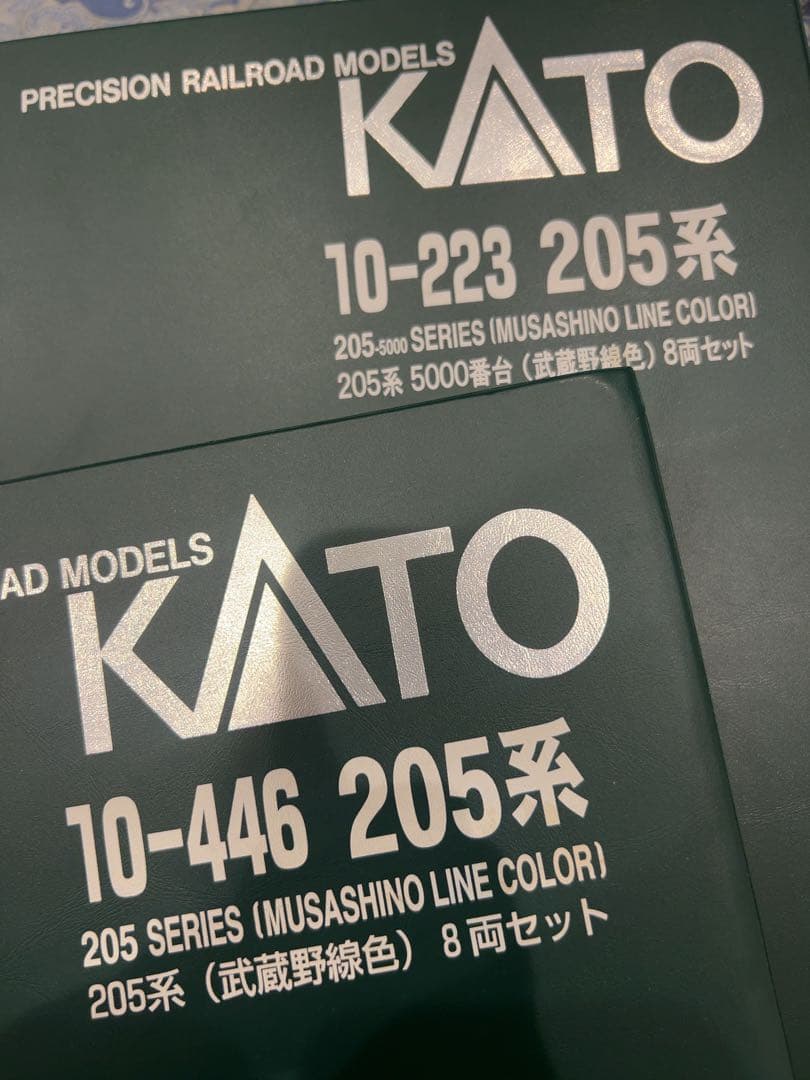 PRECISION RAILROAD MODELS
KATO
10-223 205系
205-5000 SERIES (MUSASHINO LINE COLOR)
205系 5000番台 (武蔵野線色) 8両セット
AD MODELS
KATO
10-446 205系
205 SERIES (MUSASHINO LINE COLOR)
205系 (武蔵野線色) 8両セット